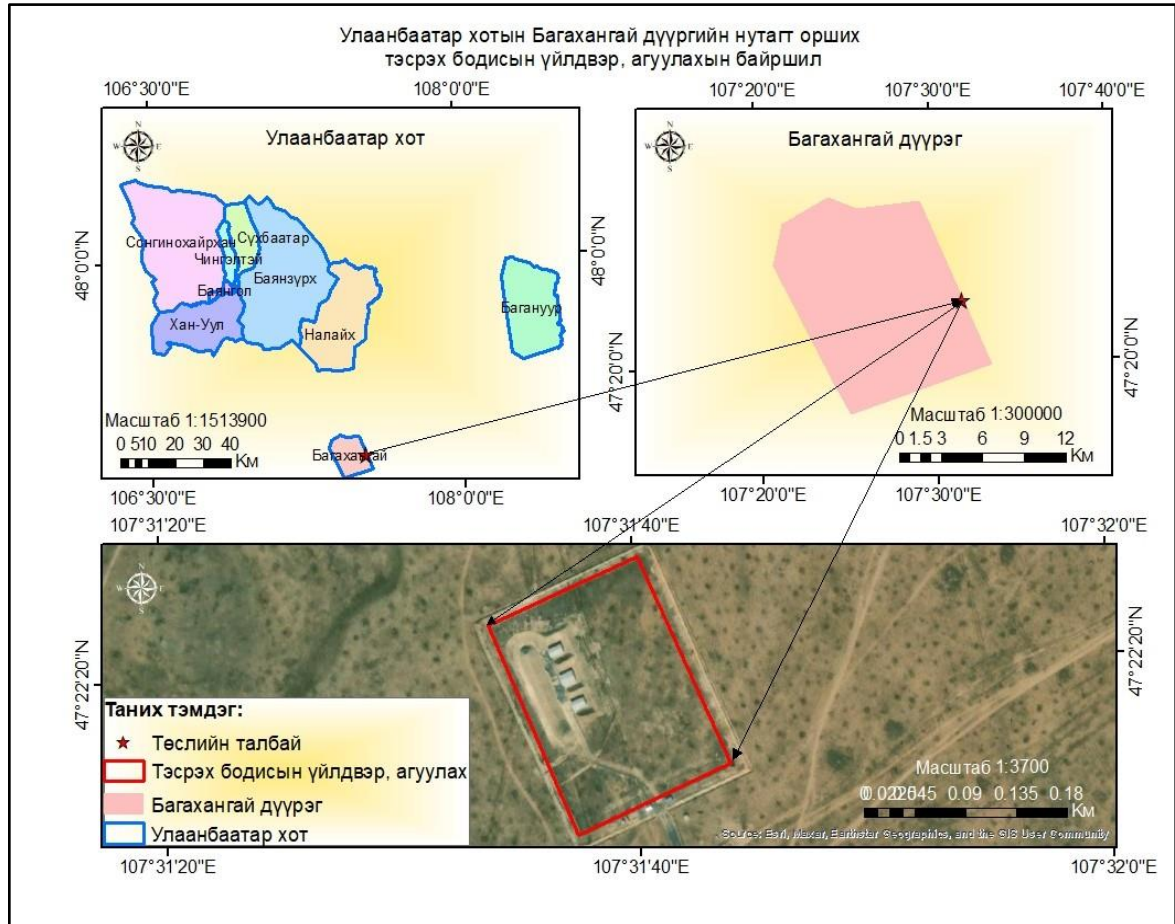 Улаанбаатар хотын Багахангай дүүргийн нутагт орших
тэсрэх бодисын үйлдвэр, агуулахын байршил
106°30'0"E 108°0'0"E
107°20'0"E 107°30'0"E 107°40'0"E
N
W E
S
Улаанбаатар хот
N
W E
S
Багахангай дүүрэг
48°0'0"N
48°0'0"N
Сонгинохайрхан
Сүхбаатар
Чингэлтэй
Баянзүрх
Баянгол
Хан-Уул
Налайх
Багануур
Багахангай
47°20'0"N
47°20'0"N
Масштаб 1:1513900
0 5 10 20 30 40
Км
Масштаб 1:300000
0 1.5 3 6 9 12
Км
106°30'0"E 108°0'0"E
107°20'0"E 107°30'0"E
107°31'20"E 107°31'40"E 107°32'0"E
N
W E
S
47°22'20"N
47°22'20"N
Таних тэмдэг:
Төслийн талбай
Тэсрэх бодисын үйлдвэр, агуулах
Багахангай дүүрэг
Улаанбаатар хот
Масштаб 1:3700
0.09 0.135 0.18
Км
Source: Esri, Maxar, Earthstar Geographics, and the GIS User Community
107°31'20"E 107°31'40"E 107°32'0"E